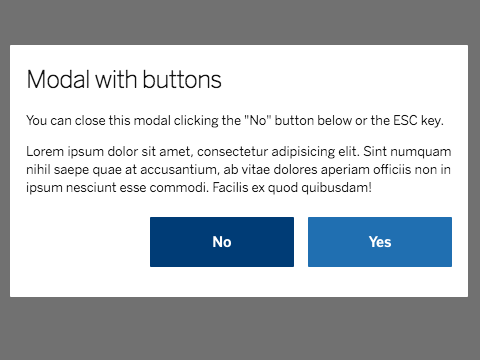 Modal with buttons
You can close this modal clicking the "No" button below or the ESC key.
Lorem ipsum dolor sit amet, consectetur adipisicing elit. Sint numquam
nihil saepe quae at accusantium, ab vitae dolores aperiam officiis non in
ipsum nesciunt esse commodi. Facilis ex quod quibusdam!
No
Yes